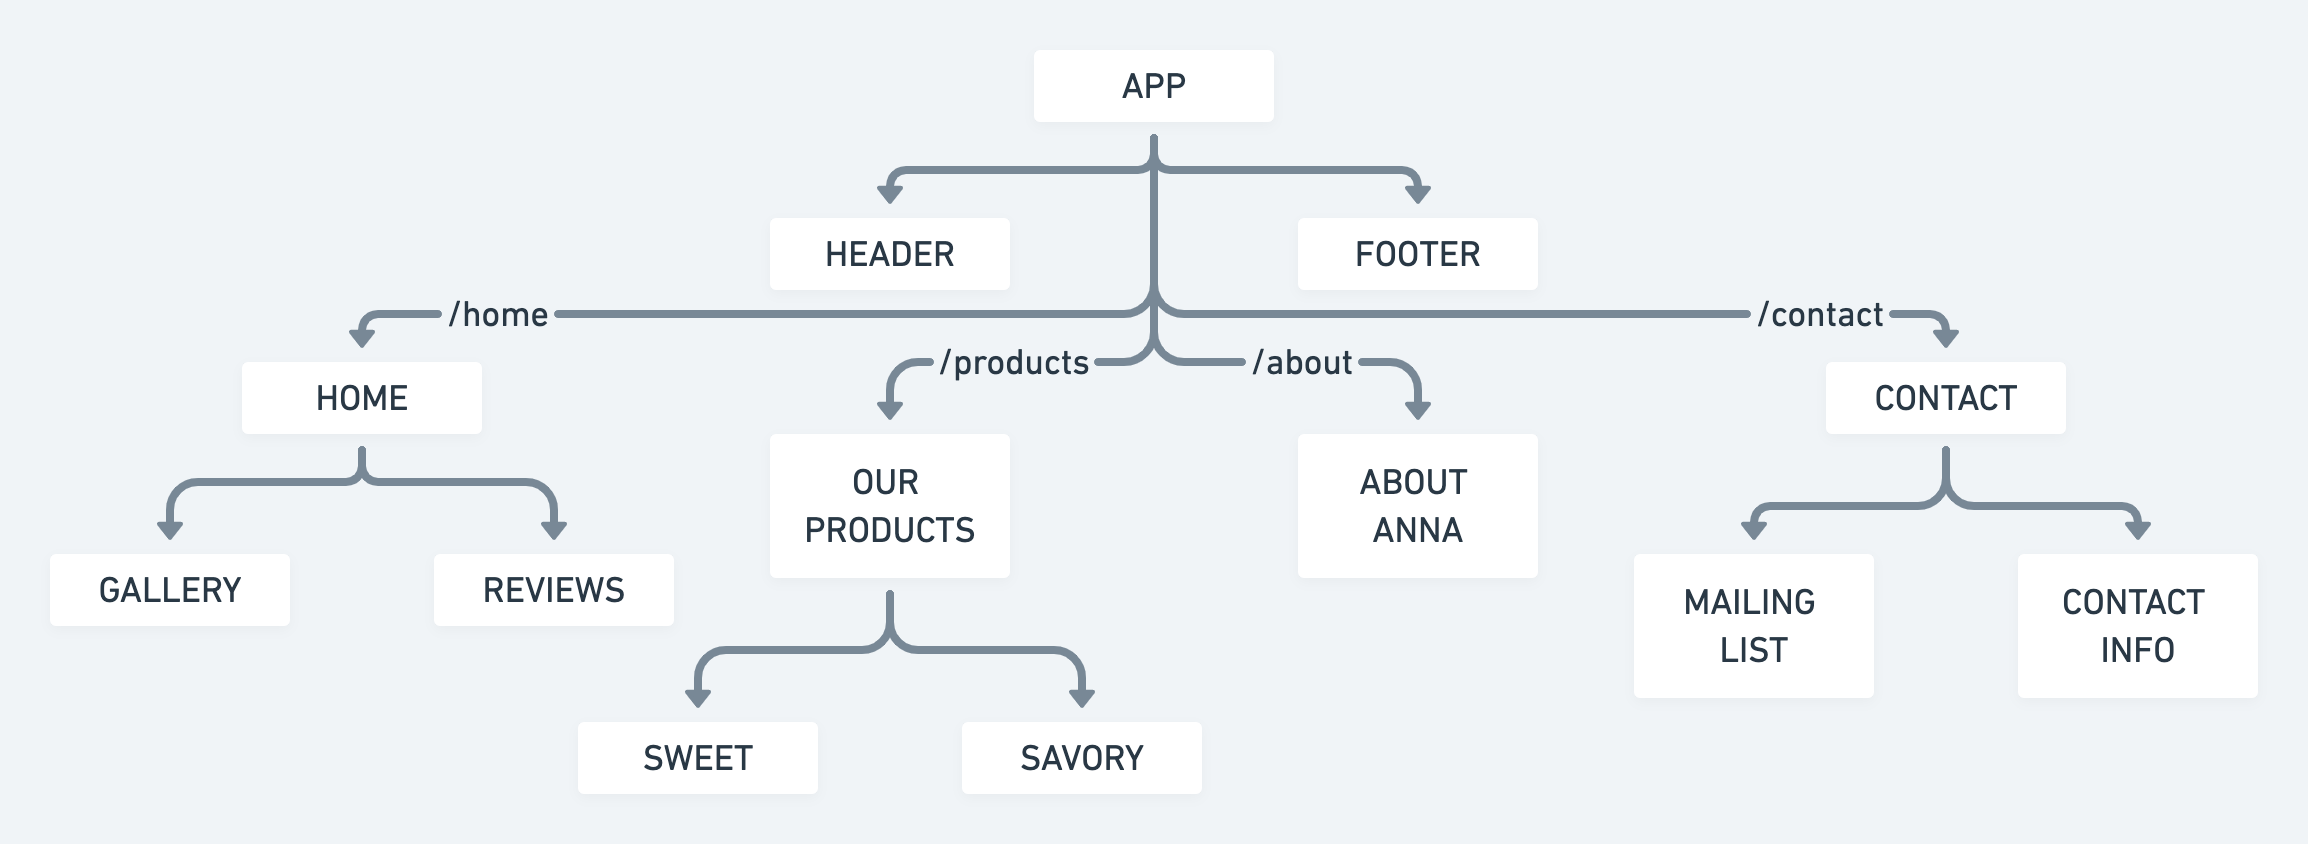 APP
HEADER
FOOTER
/home
/contact
/products
/about
HOME
CONTACT
OUR
PRODUCTS
ABOUT
ANNA
GALLERY
REVIEWS
MAILING
LIST
CONTACT
INFO
SWEET
SAVORY